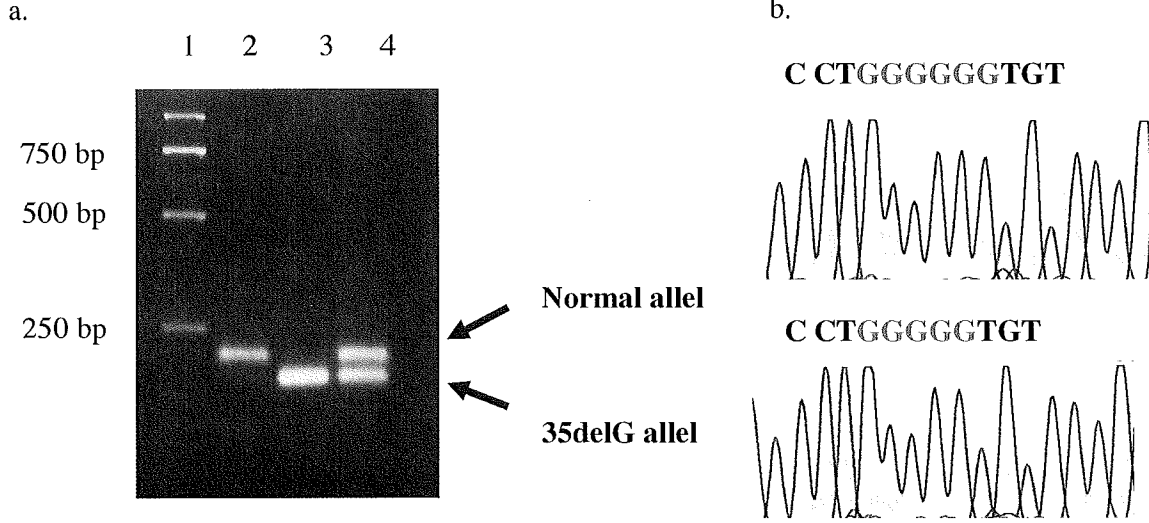 a.
1 2 3 4
750 bp
500 bp
250 bp
Normal allel
35delG allel
b.
C CTGGGGGGTGT
C CTGGGGGTGT